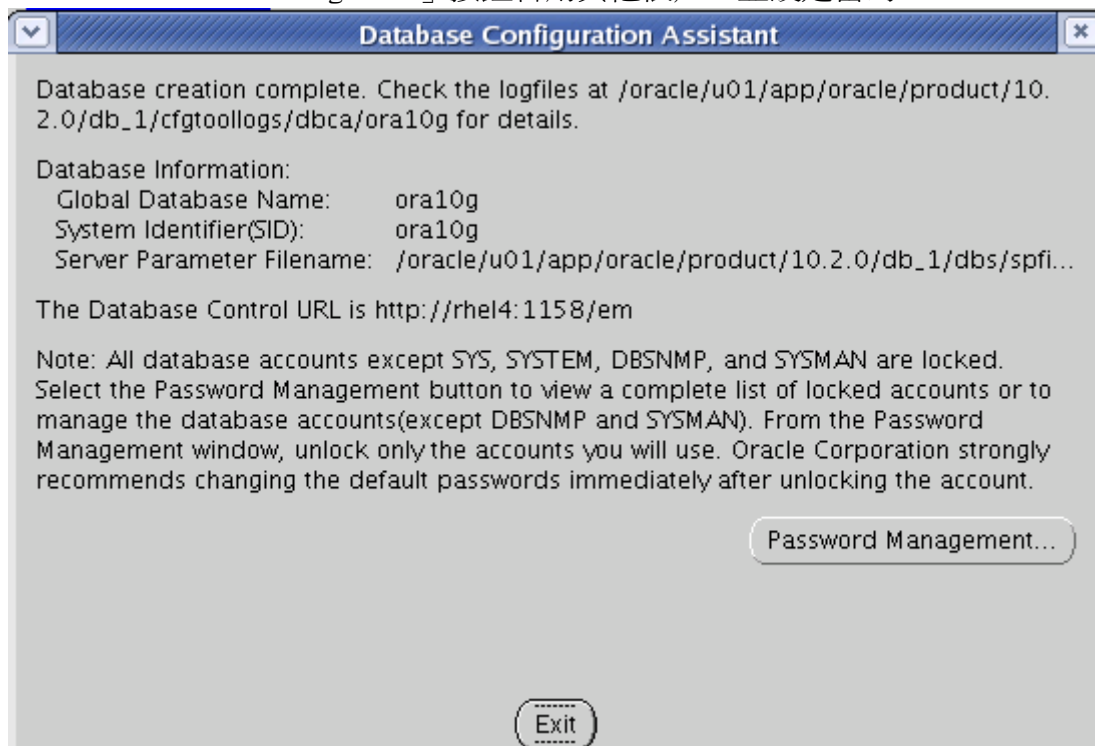 Database Configuration Assistant
Database creation complete. Check the logfiles at /oracle/u01/app/oracle/product/10.
2.0/db_1/cfgtoollogs/dbca/ora10g for details.
Database Information:
Global Database Name: ora10g
System Identifier(SID): ora10g
Server Parameter Filename: /oracle/u01/app/oracle/product/10.2.0/db_1/dbs/spfi...
The Database Control URL is http://rhel4:1158/em
Note: All database accounts except SYS, SYSTEM, DBSNMP, and SYSMAN are locked.
Select the Password Management button to view a complete list of locked accounts or to
manage the database accounts(except DBSNMP and SYSMAN). From the Password
Management window, unlock only the accounts you will use. Oracle Corporation strongly
recommends changing the default passwords immediately after unlocking the account.
Password Management...
Exit